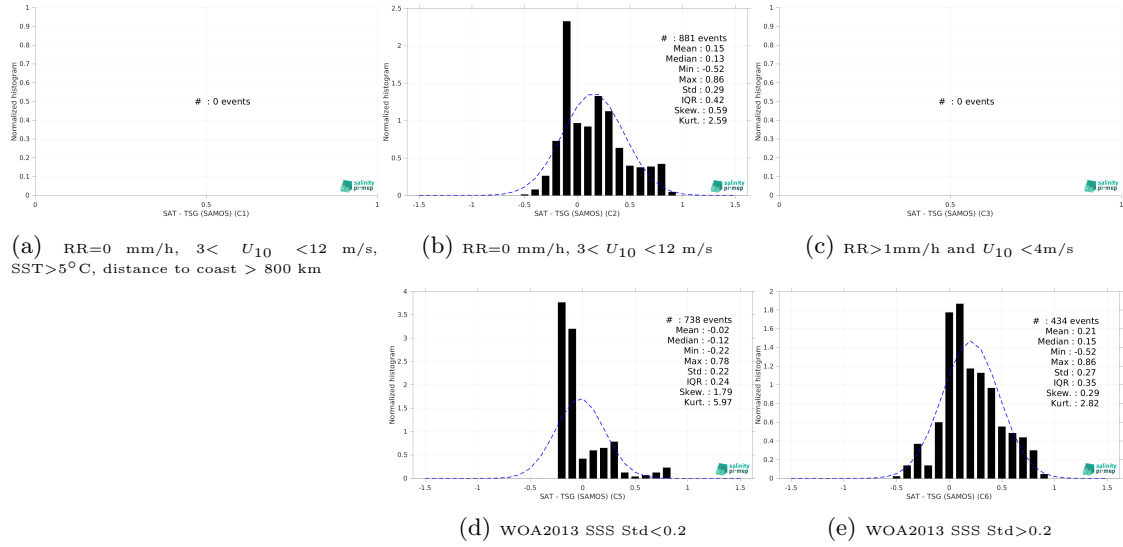 1
0.9
0.8
0.7
0.6
0.5
0.4
0.3
0.2
0.1
0
Normalized histogram
# : 0 events
salinity
pi-mep
0 0.5 1
SAT - TSG (SAMOS) (C1)
(a) RR=0 mm/h, 3< U10 <12 m/s,
SST>5°C, distance to coast > 800 km
2.5
2
1.5
1
0.5
0
Normalized histogram
# : 881 events
Mean : 0.15
Median : 0.13
Min : -0.52
Max : 0.86
Std : 0.29
IQR : 0.42
Skew. : 0.59
Kurt. : 2.59
salinity
pi-mep
-1.5 -1 -0.5 0 0.5 1 1.5
SAT - TSG (SAMOS) (C2)
(b) RR=0 mm/h, 3< U10 <12 m/s
1
0.9
0.8
0.7
0.6
0.5
0.4
0.3
0.2
0.1
0
Normalized histogram
# : 0 events
salinity
pi-mep
0 0.5 1
SAT - TSG (SAMOS) (C3)
(c) RR>1mm/h and U10 <4m/s
4
3.5
3
2.5
2
1.5
1
0.5
0
Normalized histogram
# : 738 events
Mean : -0.02
Median : -0.12
Min : -0.22
Max : 0.78
Std : 0.22
IQR : 0.24
Skew. : 1.79
Kurt. : 5.97
salinity
pi-mep
-1.5 -1 -0.5 0 0.5 1 1.5
SAT - TSG (SAMOS) (C5)
(d) WOA2013 SSS Std<0.2
2
1.8
1.6
1.4
1.2
1
0.8
0.6
0.4
0.2
0
Normalized histogram
# : 434 events
Mean : 0.21
Median : 0.15
Min : -0.52
Max : 0.86
Std : 0.27
IQR : 0.35
Skew. : 0.29
Kurt. : 2.82
salinity
pi-mep
-1.5 -1 -0.5 0 0.5 1 1.5
SAT - TSG (SAMOS) (C6)
(e) WOA2013 SSS Std>0.2